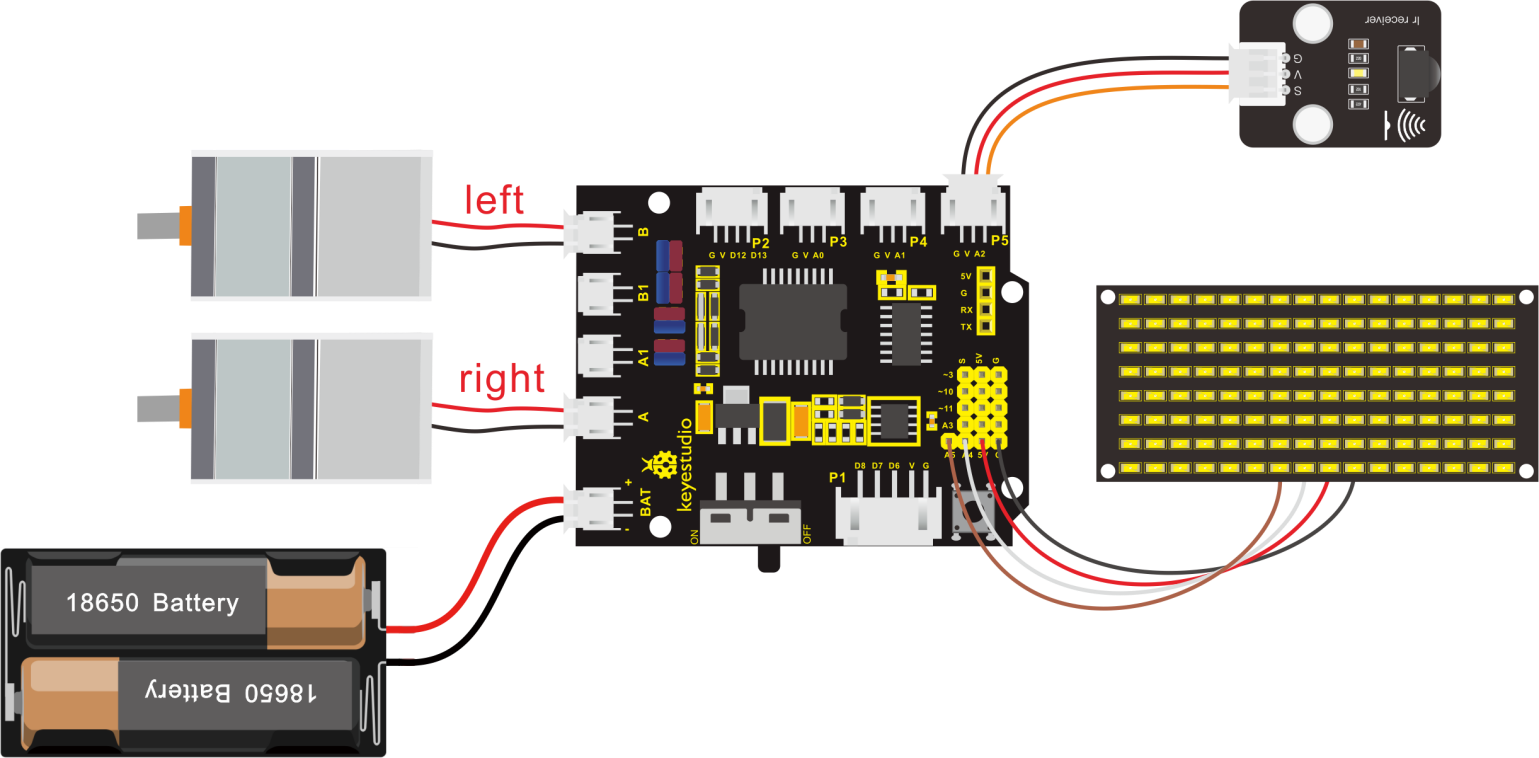 Ir receiver
G
V
S
left
B
P2
P3
P4
P5
G V D12 D13
G V A0
G V A1
G V A2
B1
5V
G
RX
TX
A1
right
S 5V G
~3
~10
~11
A3
A
A5 A4 5V G
keyestudio
+
BAT
-
P1
D8 D7 D6 V G
ON
OFF
18650 Battery
18650 Battery